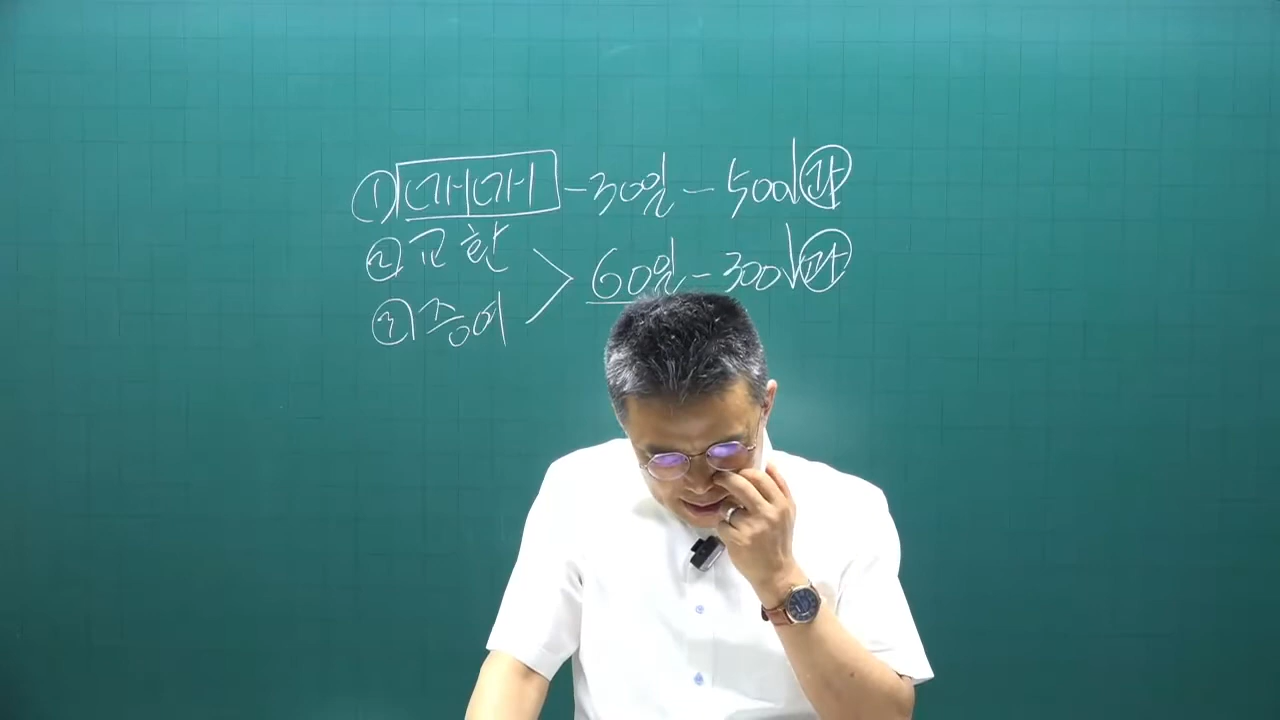 ① 매매 - 30일 - 500↓ 과
② 교환
③ 증여 > 60일 - 300↓ 과